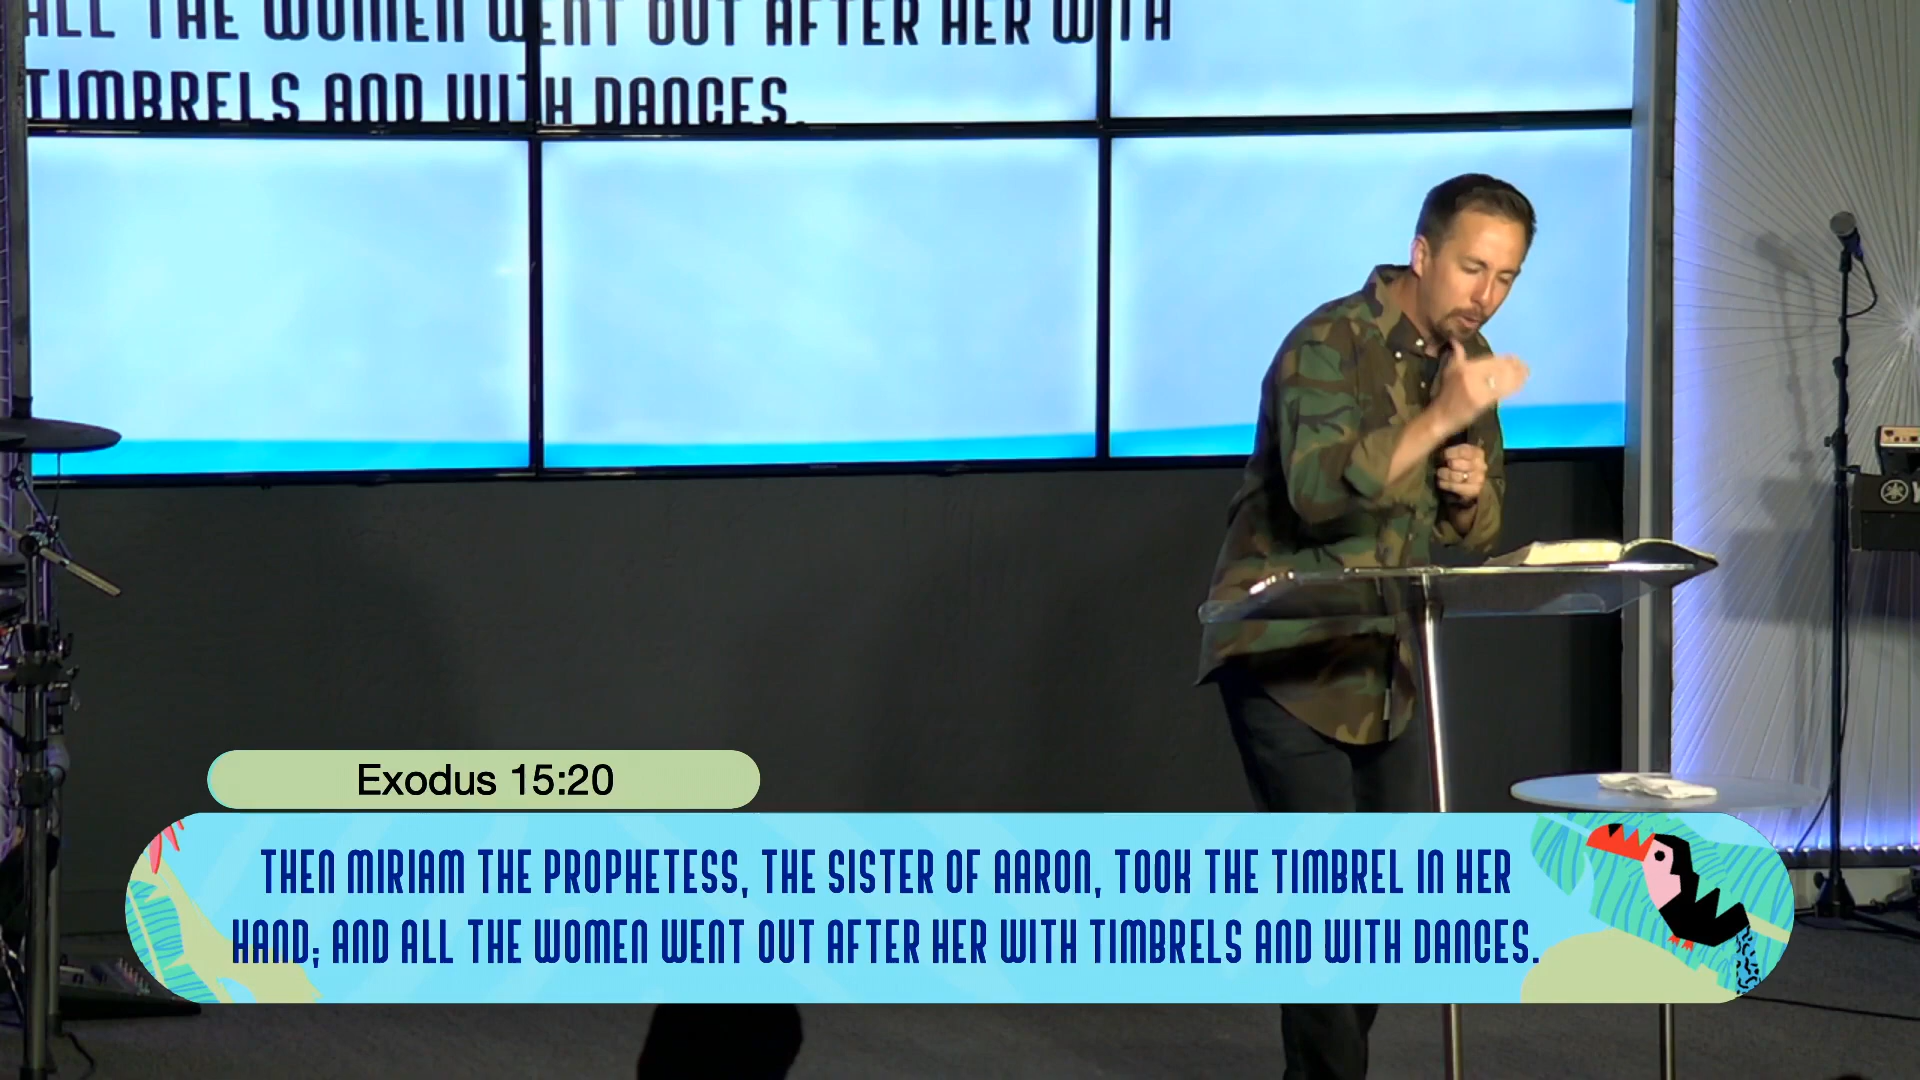 ALL THE WOMEN WENT OUT AFTER HER WITH
TIMBRELS AND WITH DANCES.
Exodus 15:20
THEN MIRIAM THE PROPHETESS, THE SISTER OF AARON, TOOK THE TIMBREL IN HER
HAND; AND ALL THE WOMEN WENT OUT AFTER HER WITH TIMBRELS AND WITH DANCES.